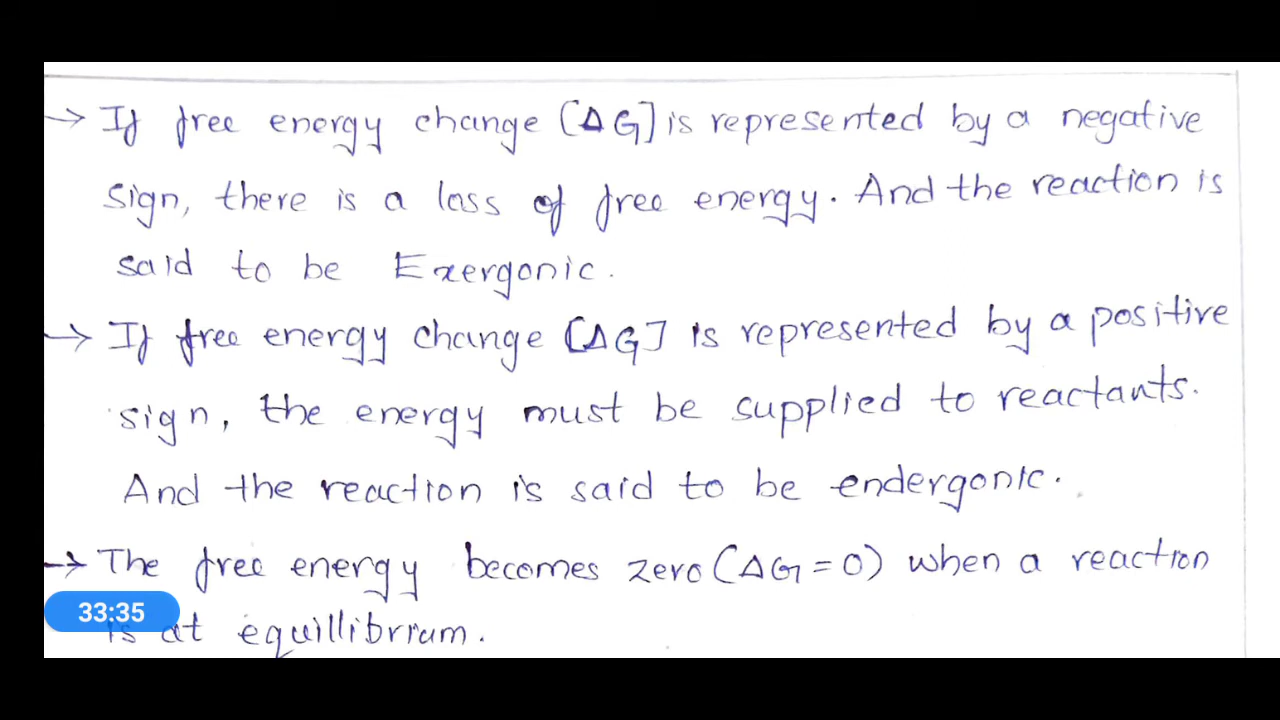 → If free energy change [ΔG] is represented by a negative
sign, there is a loss of free energy. And the reaction is
said to be Exergonic.
→ If free energy change [ΔG] is represented by a positive
sign, the energy must be supplied to reactants.
And the reaction is said to be endergonic.
→ The free energy becomes zero (ΔG = 0) when a reaction
33:35
is at equillibrium.